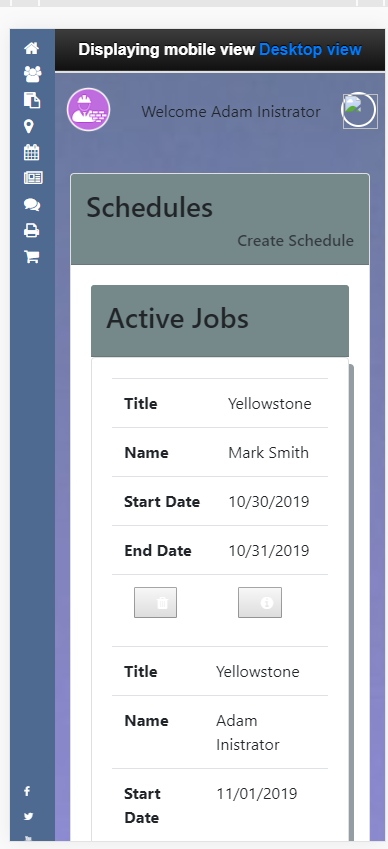 Displaying mobile view Desktop view
Welcome Adam Inistrator
Schedules
Create Schedule
Active Jobs
Title Yellowstone
Name Mark Smith
Start Date 10/30/2019
End Date 10/31/2019
Title Yellowstone
Name Adam
Inistrator
Start 11/01/2019
Date